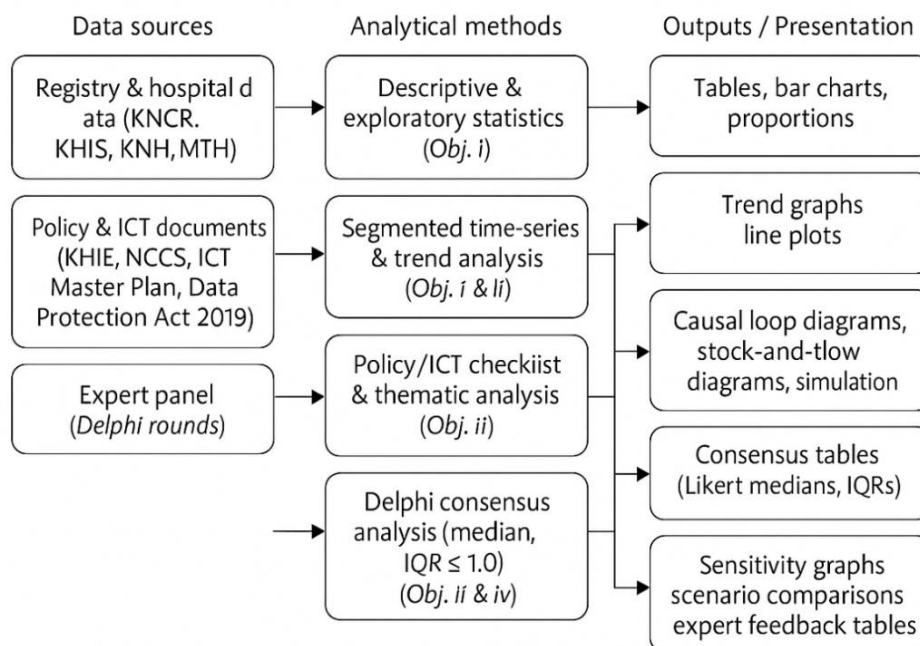 Data sources
Registry & hospital d
ata (KNCR.
KHIS, KNH, MTH)
Policy & ICT documents
(KHIE, NCCS, ICT
Master Plan, Data
Protection Act 2019)
Expert panel
(Delphi rounds)
Analytical methods
Descriptive &
exploratory statistics
(Obj. i)
Segmented time-series
& trend analysis
(Obj. i & li)
Policy/ICT checkiist
& thematic analysis
(Obj. ii)
Delphi consensus
analysis (median,
IQR ≤ 1.0)
(Obj. ii & iv)
Outputs / Presentation
Tables, bar charts,
proportions
Trend graphs
line plots
Causal loop diagrams,
stock-and-tlow
diagrams, simulation
Consensus tables
(Likert medians, IQRs)
Sensitivity graphs
scenario comparisons
expert feedback tables